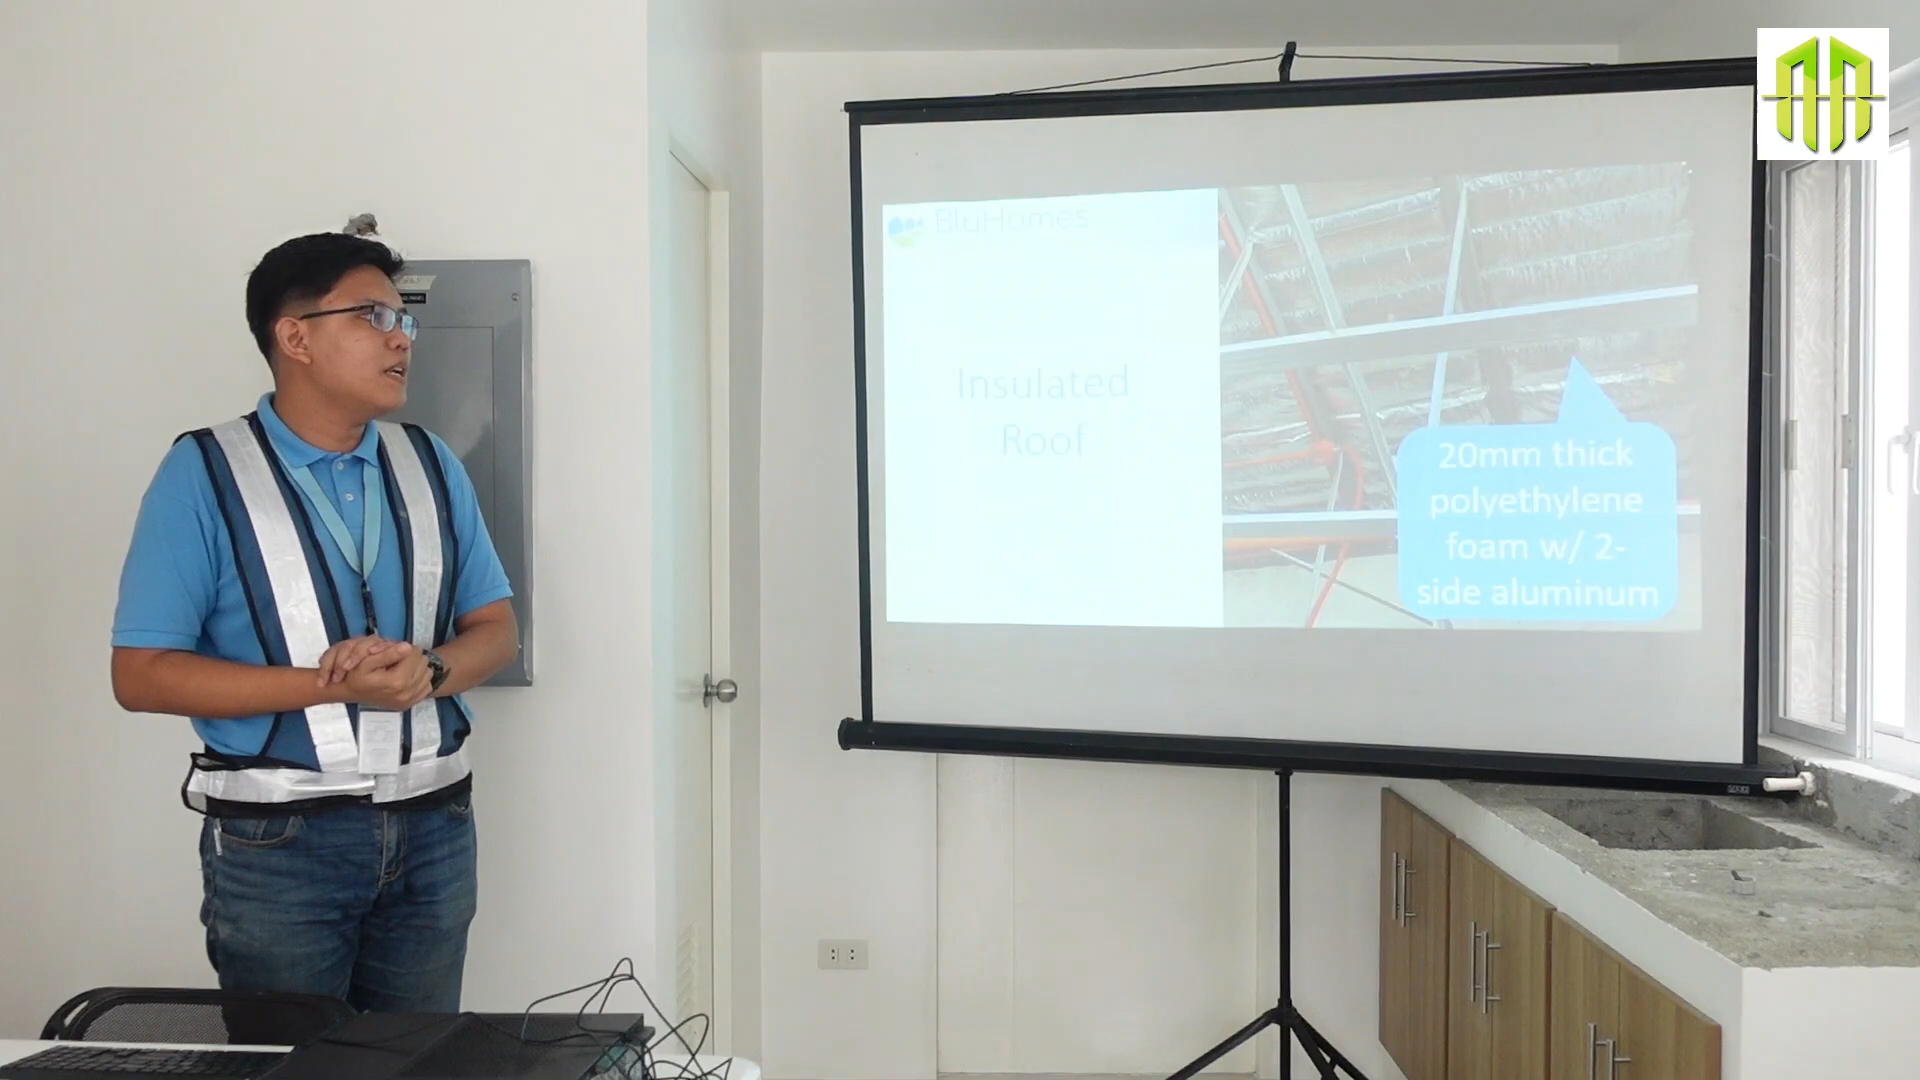 BluHomes
Insulated
Roof
20mm thick
polyethylene
foam w/ 2-
side aluminum